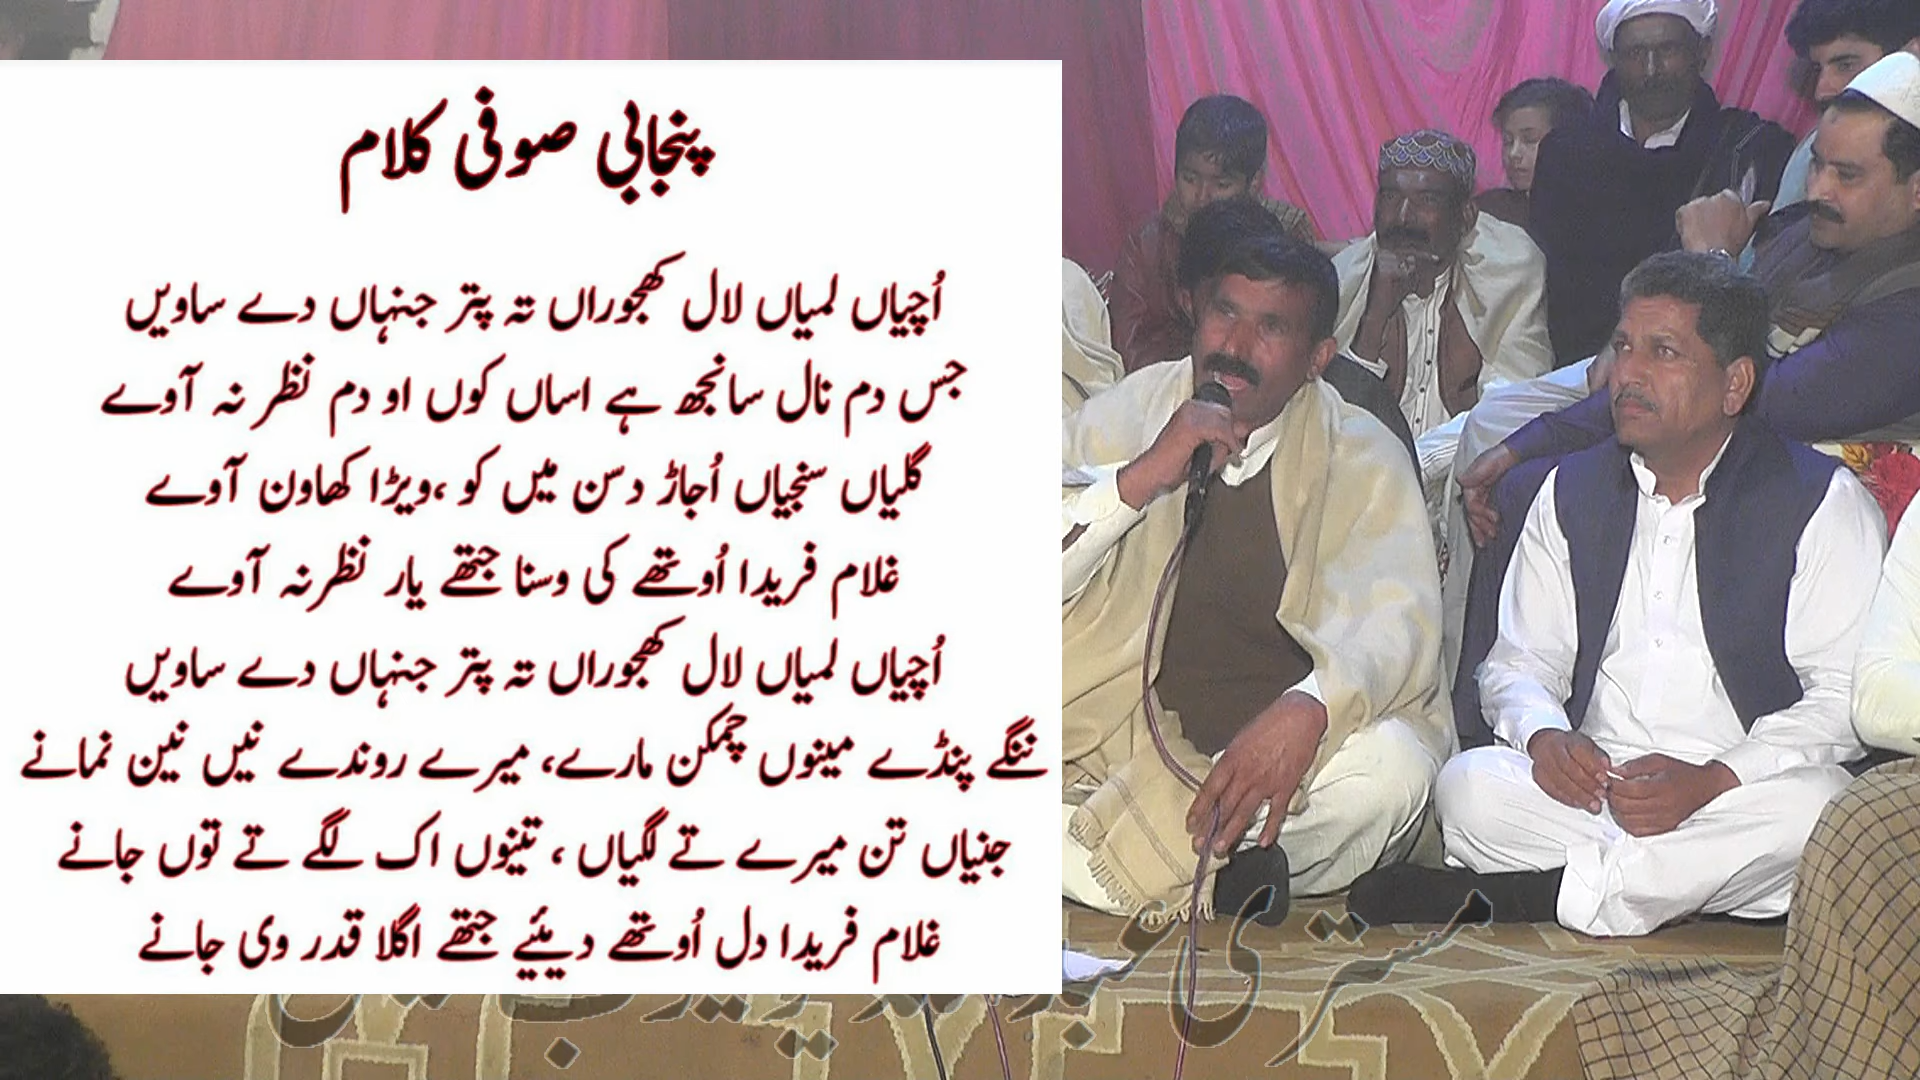 پنجابی صوفی کلام
اُچیاں لمیاں لال کھجوراں تہ پتر جنہاں دے ساویں
جس دم نال سانجھ ہے اساں کوں او دم نظر نہ آوے
گلیاں سنجیاں اُجاڑ دسن میں کو ،ویڑا کھاون آوے
غلام فریدا اُوتھے کی وسنا جتھے یار نظرنہ آوے
اُچیاں لمیاں لال کھجوراں تہ پتر جنہاں دے ساویں
ننگے پنڈے مینوں چمکن مارے، میرے روندے نیں نین نمانے
جنیاں تن میرے تے لگیاں ، تینوں اک لگے تے توں جانے
غلام فریدا دل اُوتھے دیئیے جتھے اگلا قدر وی جانے
مستری